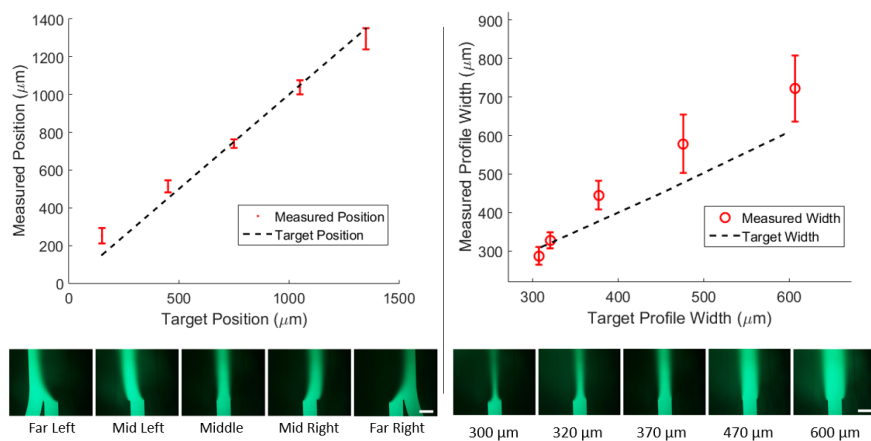 1400
1200
1000
800
600
400
200
0
Measured Position (μm)
0
500
1000
1500
Target Position (μm)
Measured Position
Target Position
900
800
700
600
500
400
300
Measured Profile Width (μm)
300
400
500
600
Target Profile Width (μm)
Measured Width
Target Width
Far Left
Mid Left
Middle
Mid Right
Far Right
300 μm
320 μm
370 μm
470 μm
600 μm